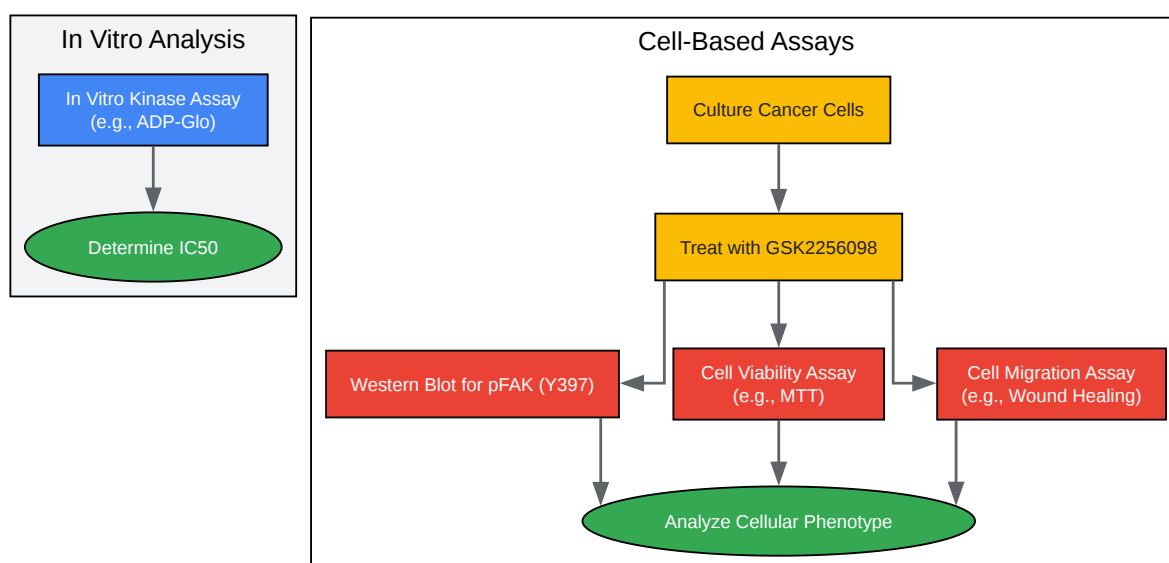 In Vitro Analysis
In Vitro Kinase Assay
(e.g., ADP-Glo)
Determine IC50
Cell-Based Assays
Culture Cancer Cells
Treat with GSK2256098
Western Blot for pFAK (Y397)
Cell Viability Assay
(e.g., MTT)
Cell Migration Assay
(e.g., Wound Healing)
Analyze Cellular Phenotype